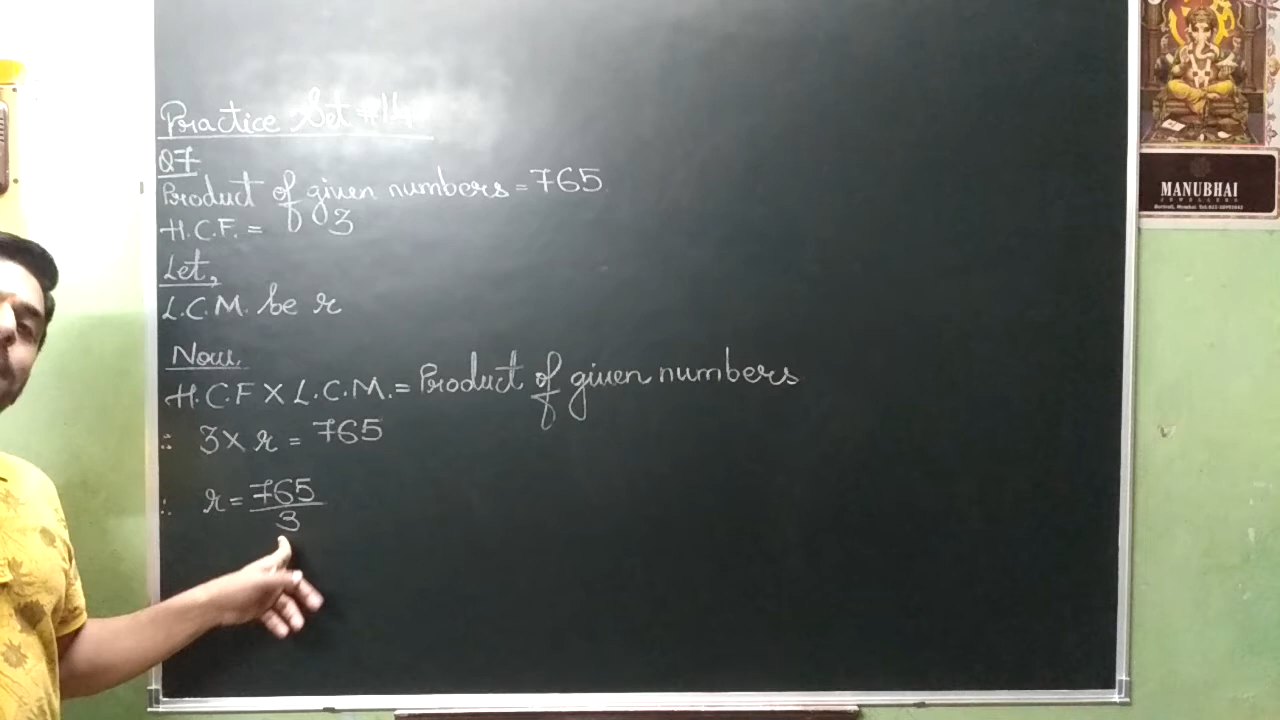 Practice Set #14
Q7
Product of given numbers = 765
H.C.F. = 3
Let,
L.C.M. be x
Now.
H.C.F X L.C.M. = Product of given numbers
∴ 3 X x = 765
∴ x = 765
3
MANUBHAI
JEWELLERS